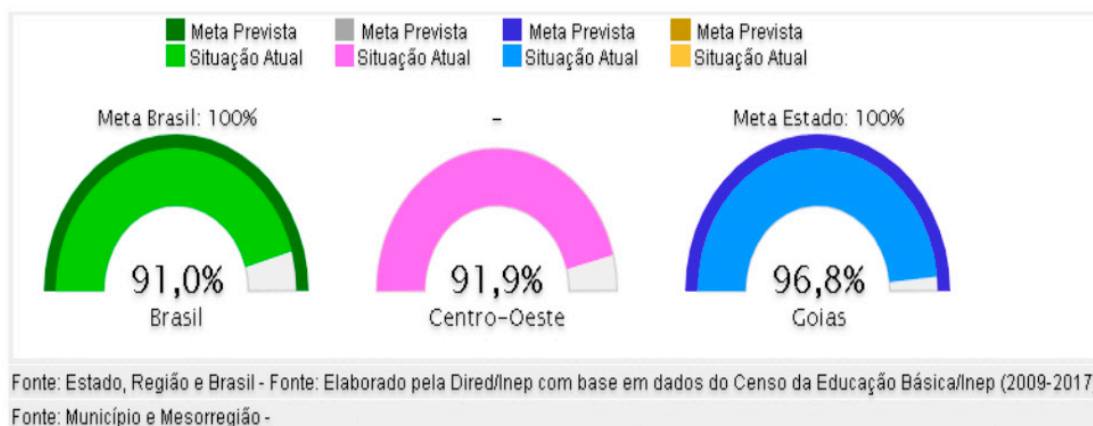 Meta Prevista Meta Prevista Meta Prevista Meta Prevista
Situação Atual Situação Atual Situação Atual Situação Atual
Meta Brasil: 100% - Meta Estado: 100%
91,0% 91,9% 96,8%
Brasil Centro-Oeste Goias
Fonte: Estado, Região e Brasil - Fonte: Elaborado pela Dired/Inep com base em dados do Censo da Educação Básica/Inep (2009-2017)
Fonte: Município e Mesorregião -